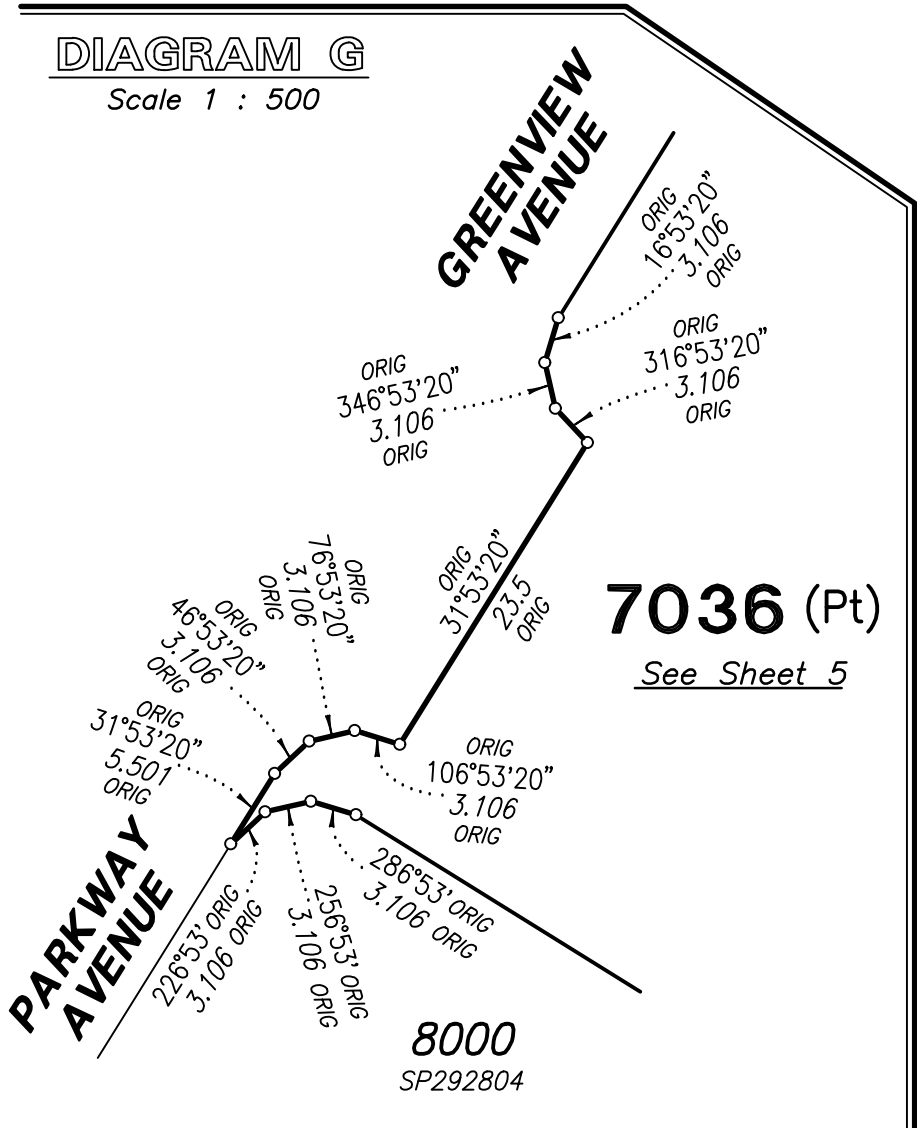 DIAGRAM G
Scale 1 : 500
GREENVIEW
AVENUE
ORIG
16°53'20"
3.106
ORIG
ORIG
316°53'20"
3.106
ORIG
ORIG
346°53'20"
3.106
ORIG
ORIG
31°53'20"
23.5
ORIG
7036 (Pt)
See Sheet 5
ORIG
76°53'20"
3.106
ORIG
ORIG
46°53'20"
3.106
ORIG
ORIG
31°53'20"
5.501
ORIG
ORIG
106°53'20"
3.106
ORIG
PARKWAY
AVENUE
226°53' ORIG
3.106 ORIG
256°53' ORIG
3.106 ORIG
286°53' ORIG
3.106 ORIG
8000
SP292804